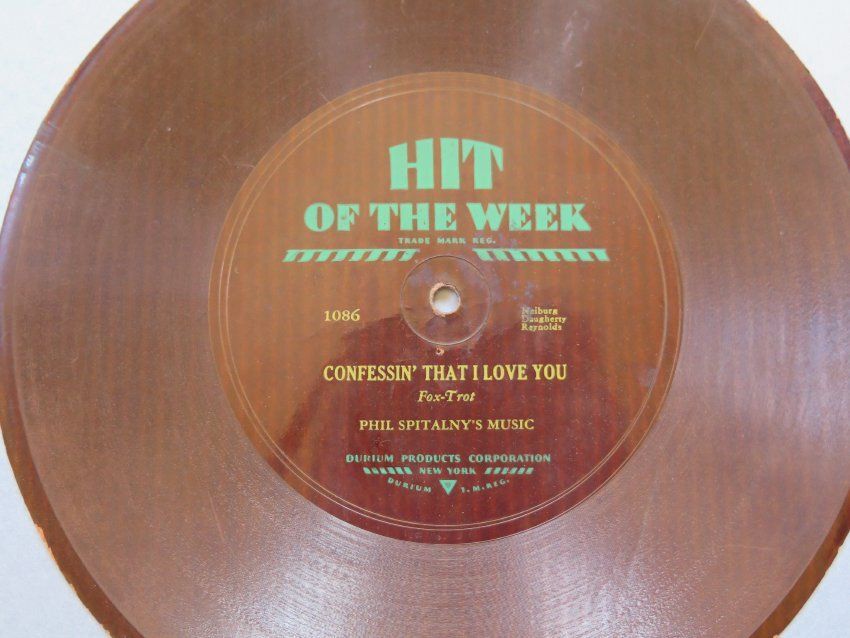 HIT
OF THE WEEK
TRADE MARK REG.
1086
Neiburg
Daugherty
Reynolds
CONFESSIN' THAT I LOVE YOU
Fox-Trot
PHIL SPITALNY'S MUSIC
DURIUM PRODUCTS CORPORATION
NEW YORK
DURIUM T.M.REG.